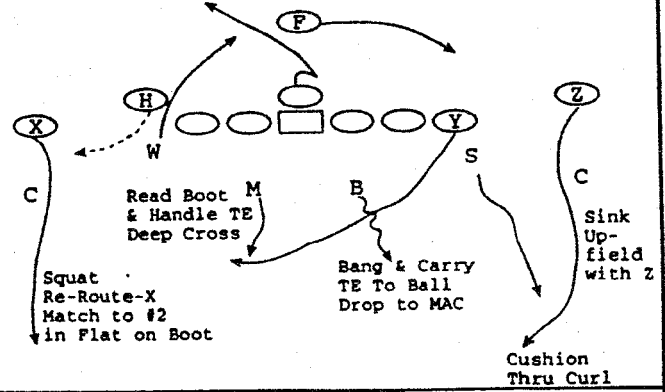 F
H
Z
X
Y
W
S
C
C
M
B
Read Boot
& Handle TE
Deep Cross
Sink
Up-
field
with Z
Squat
Re-Route-X
Match to #2
in Flat on Boot
Bang & Carry
TE To Ball
Drop to MAC
Cushion
Thru Curl